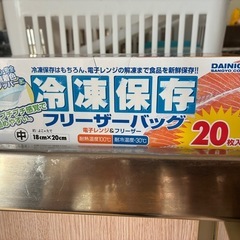 冷凍保存はもちろん、電子レンジの解凍まで食品を新鮮保存!!
DAINIC
SANGYO CO
冷凍保存
フリーザーバッグ
電子レンジ&フリーザー
耐熱温度100℃
耐冷温度-30℃
中
18cm×20cm
20枚入